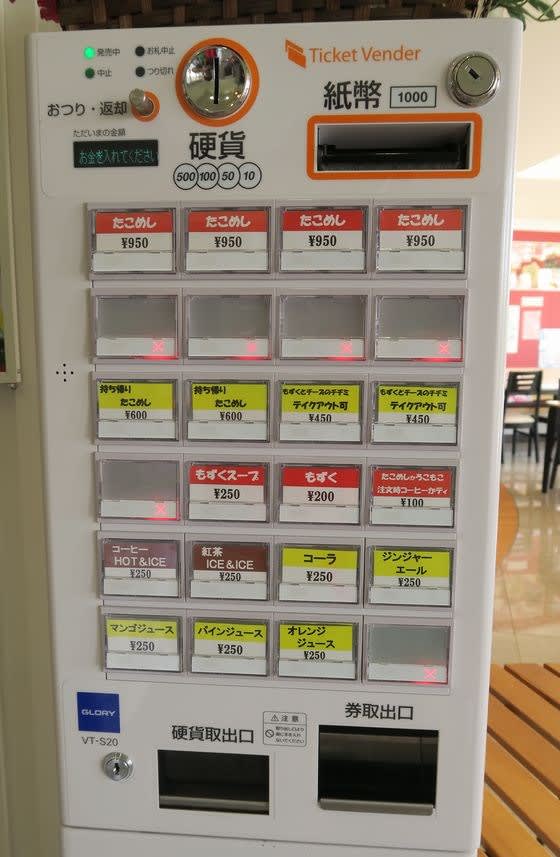 発売中
お札中止
中止
つり切れ
おつり・返却
ただいまの金額
お金を入れてください
硬貨
500 100 50 10
Ticket Vender
紙幣 1000
たこめし
¥950
たこめし
¥950
たこめし
¥950
たこめし
¥950
持ち帰り
たこめし
¥600
持ち帰り
たこめし
¥600
もずくとチーズのチヂミ
テイクアウト可
¥450
もずくとチーズのチヂミ
テイクアウト可
¥450
もずくスープ
¥250
もずく
¥200
たこめしorうこもこ
注文時コーヒーorティ
¥100
コーヒー
HOT&ICE
¥250
紅茶
ICE&ICE
¥250
コーラ
¥250
ジンジャー
エール
¥250
マンゴジュース
¥250
パインジュース
¥250
オレンジ
ジュース
¥250
GLORY
VT-S20
硬貨取出口
注意
券取出口